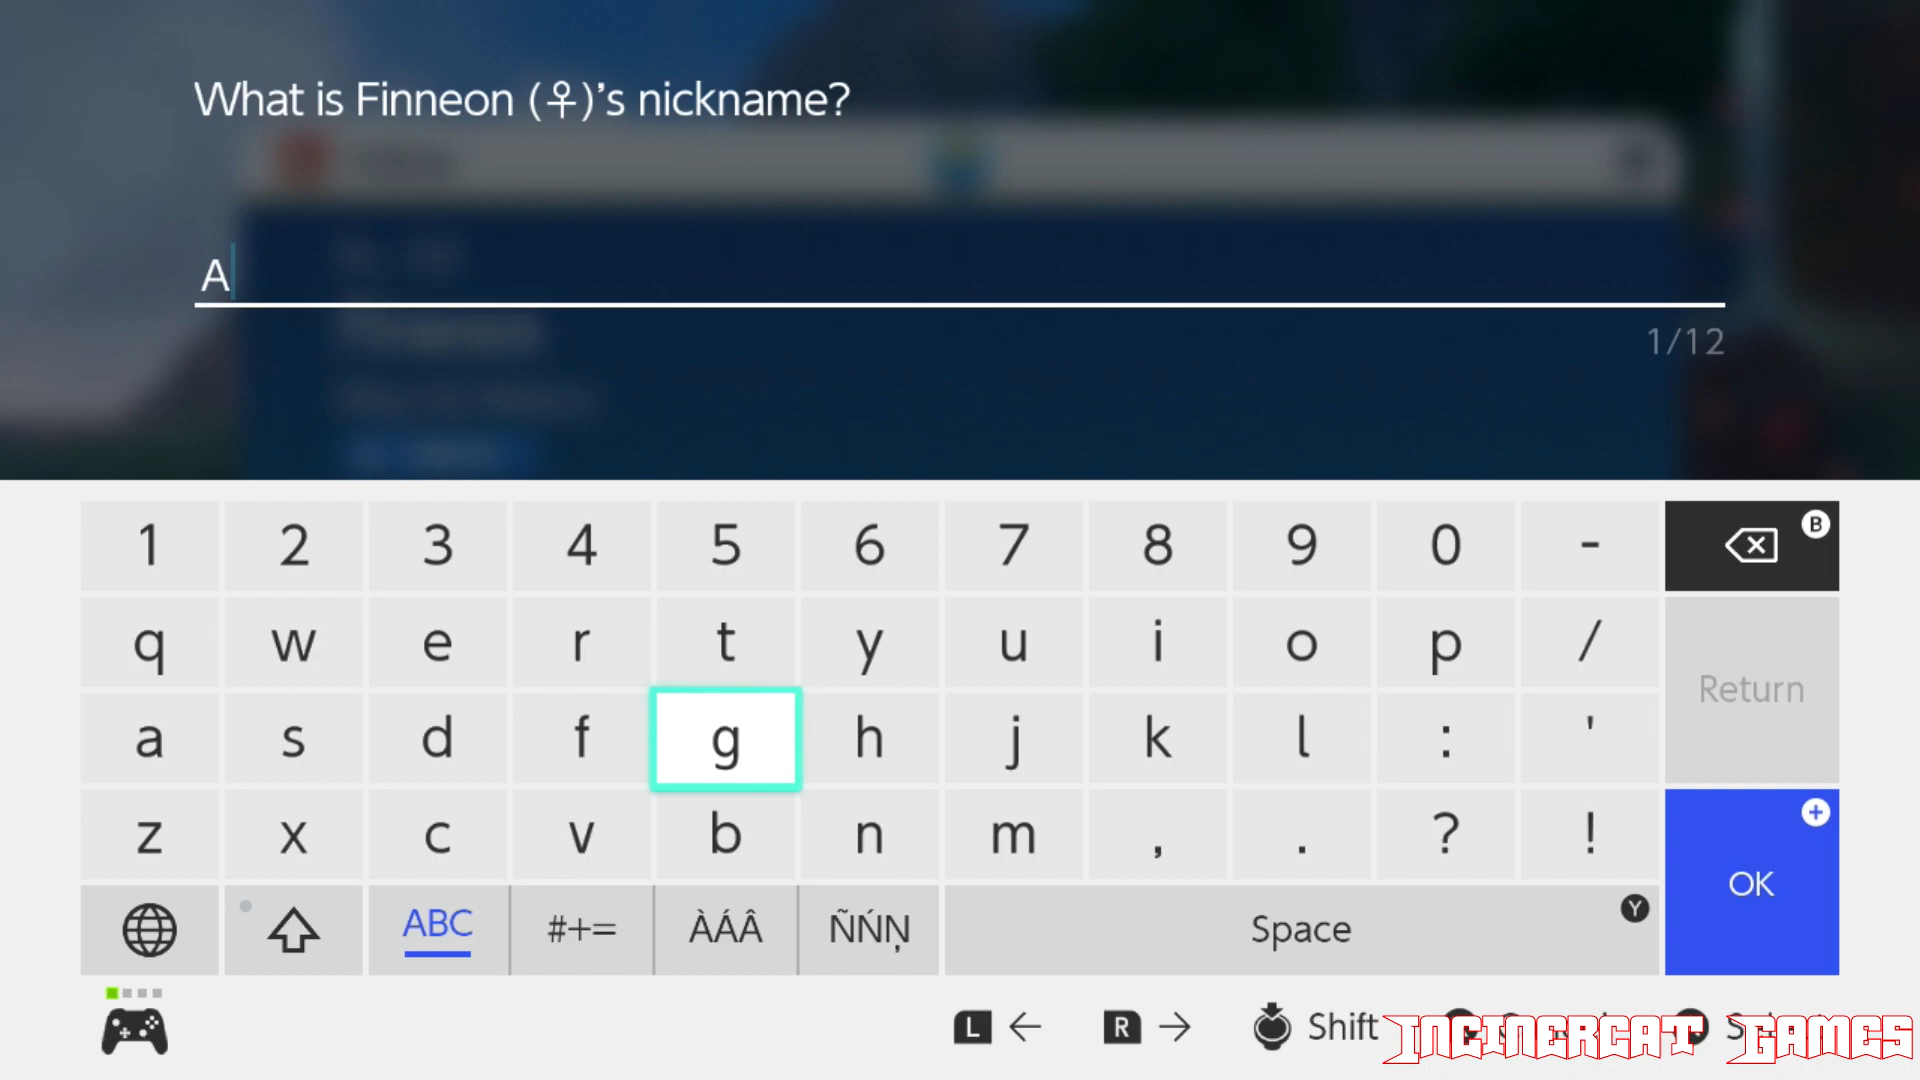 What is Finneon (♀)'s nickname?
A
1/12
1 2 3 4 5 6 7 8 9 0 - B
q w e r t y u i o p /
Return
a s d f g h j k l : '
z x c v b n m , . ? ! +
OK
ABC #+= ÀÁÂ ÑŃŅ Space Y
L ← R → Shift
Incinercat Games